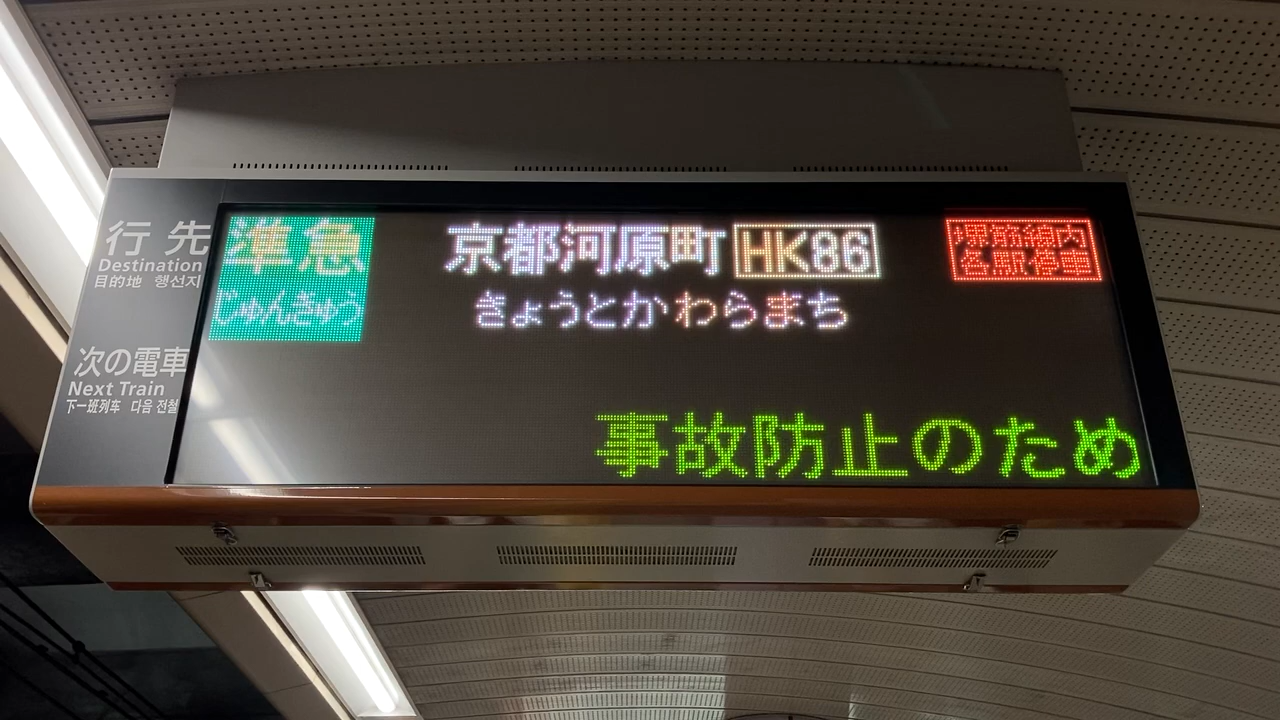 行先
Destination
目的地 행선지
準急
じゅんきゅう
京都河原町 HK86
きょうとかわらまち
堺筋線内
各駅停車
次の電車
Next Train
下一班列车 다음 전철
事故防止のため